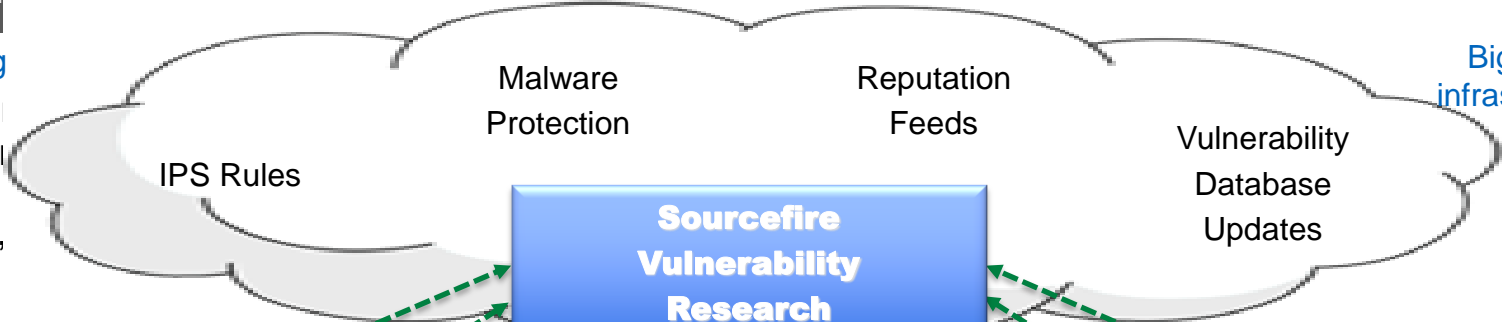 Malware
Protection
Reputation
Feeds
IPS Rules
Vulnerability
Database
Updates
Sourcefire
Vulnerability
Research